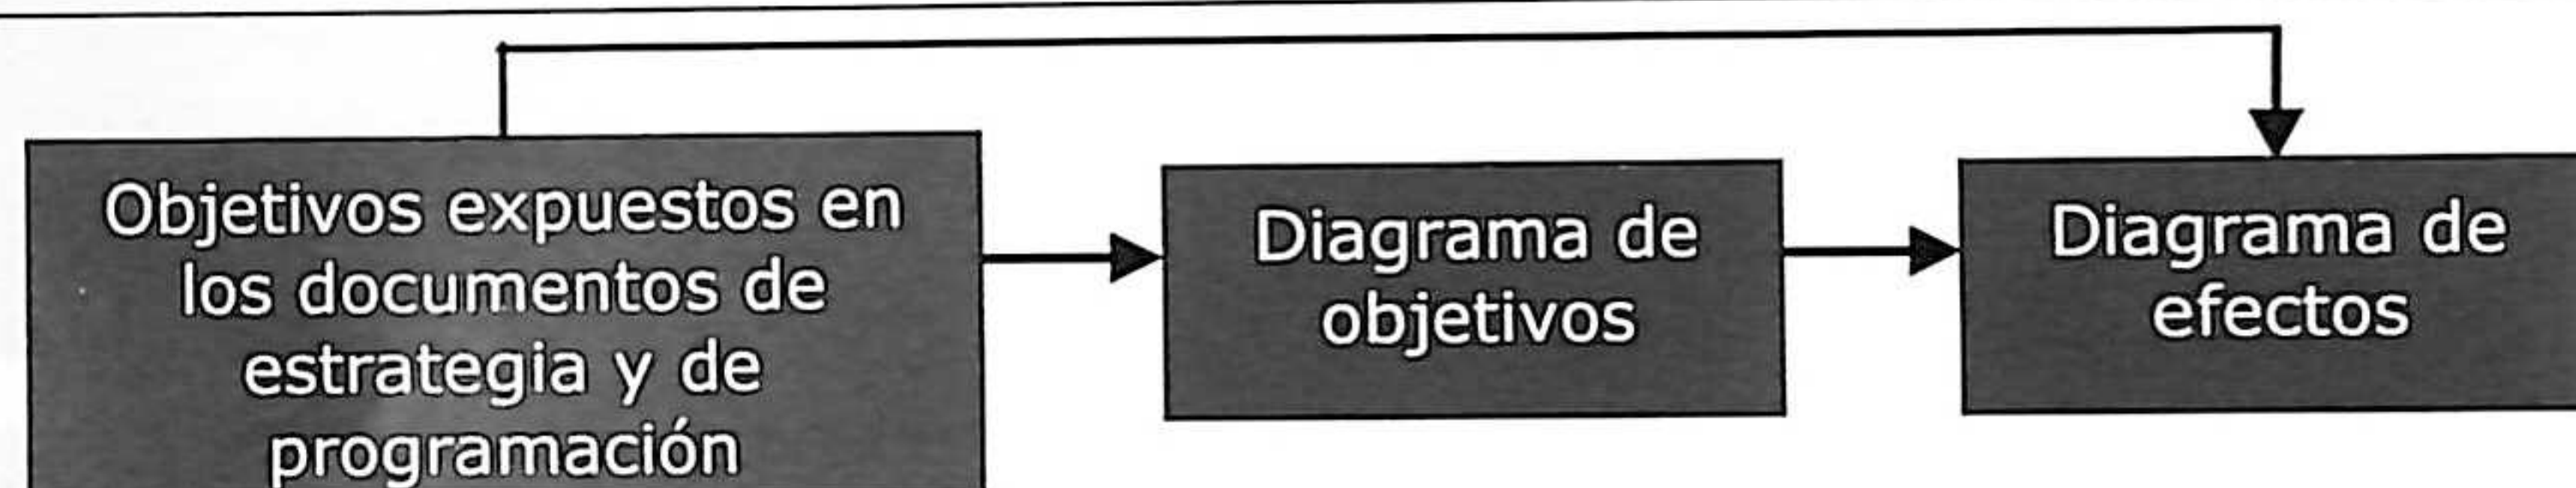 Objetivos expuestos en
los documentos de
estrategia y de
programación
Diagrama de
objetivos
Diagrama de
efectos